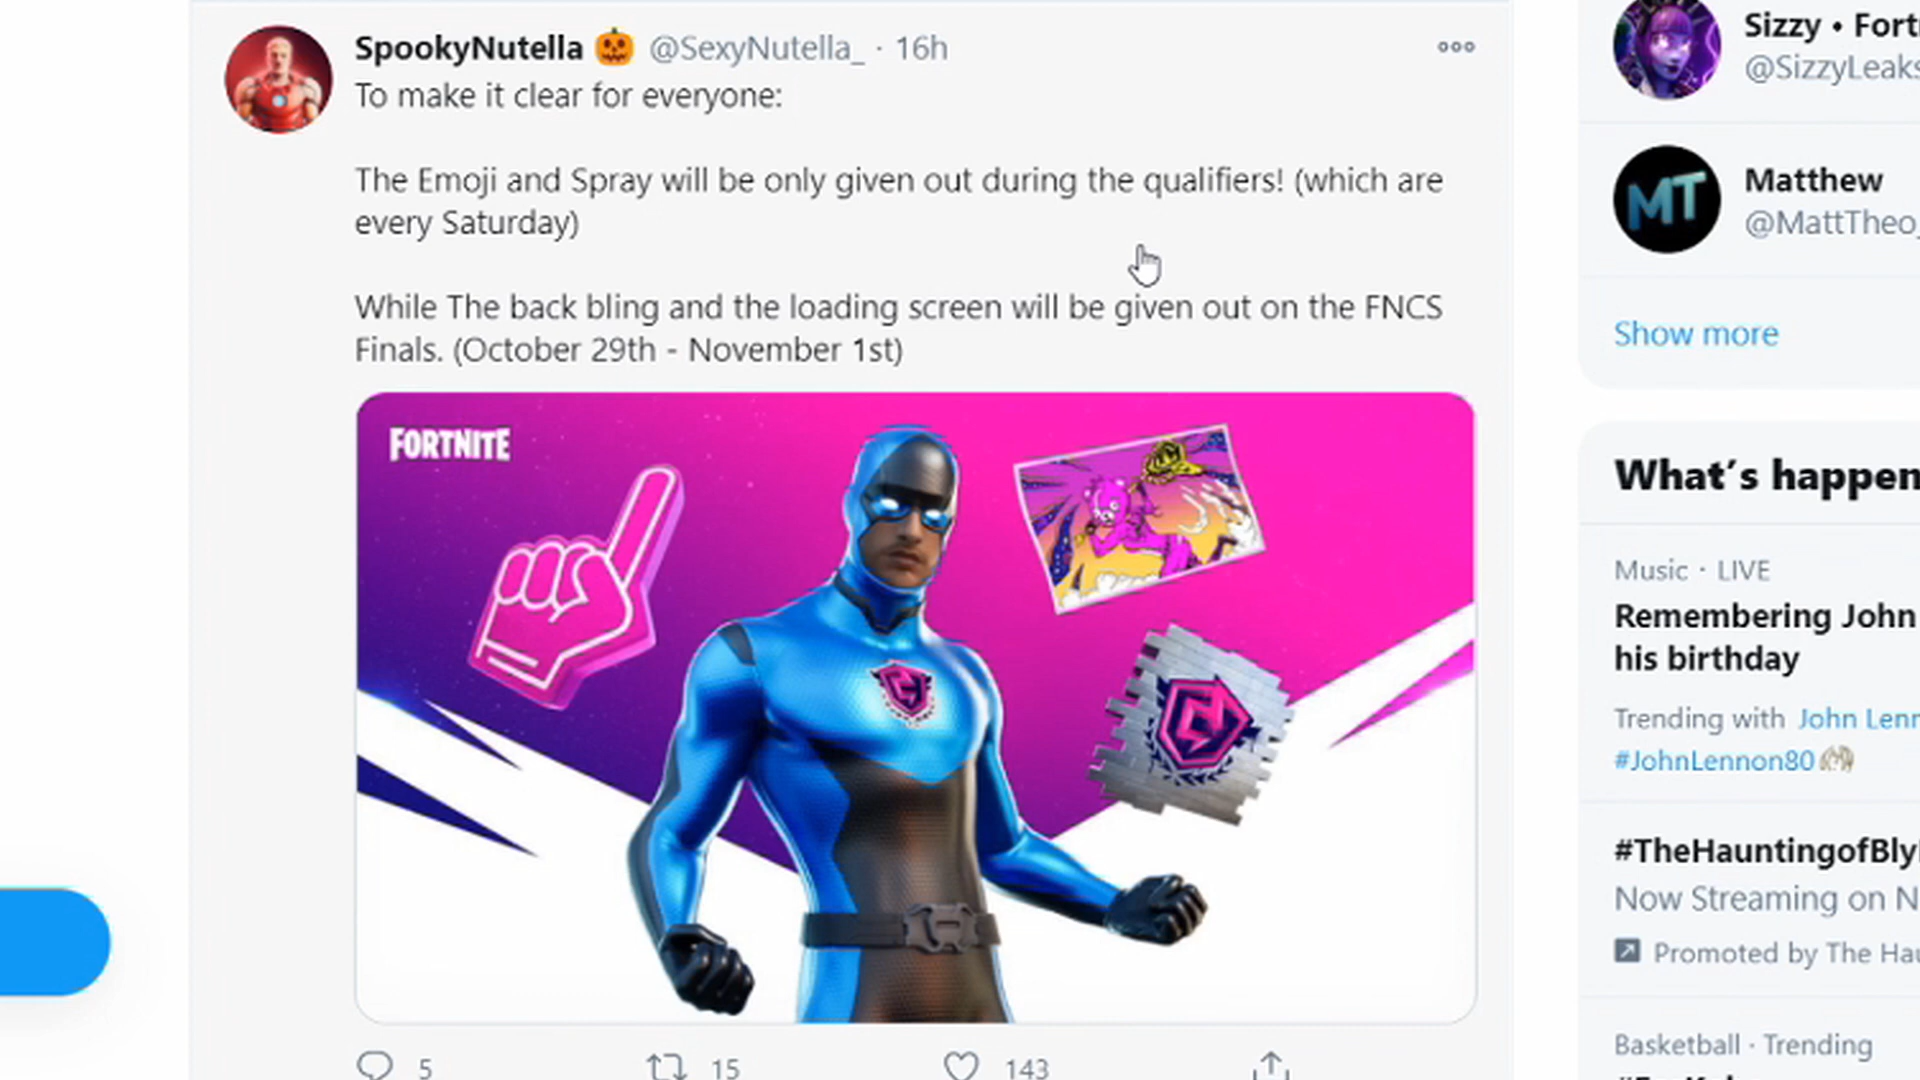 SpookyNutella 🎃 @SexyNutella_ · 16h
To make it clear for everyone:
The Emoji and Spray will be only given out during the qualifiers! (which are
every Saturday)
While The back bling and the loading screen will be given out on the FNCS
Finals. (October 29th - November 1st)
FORTNITE
5 15 143
Sizzy • Fort
@SizzyLeaks
MT
Matthew
@MattTheo_
Show more
What's happen
Music · LIVE
Remembering John
his birthday
Trending with John Lenn
#JohnLennon80
#TheHauntingofBly
Now Streaming on N
Promoted by The Hau
Basketball · Trending